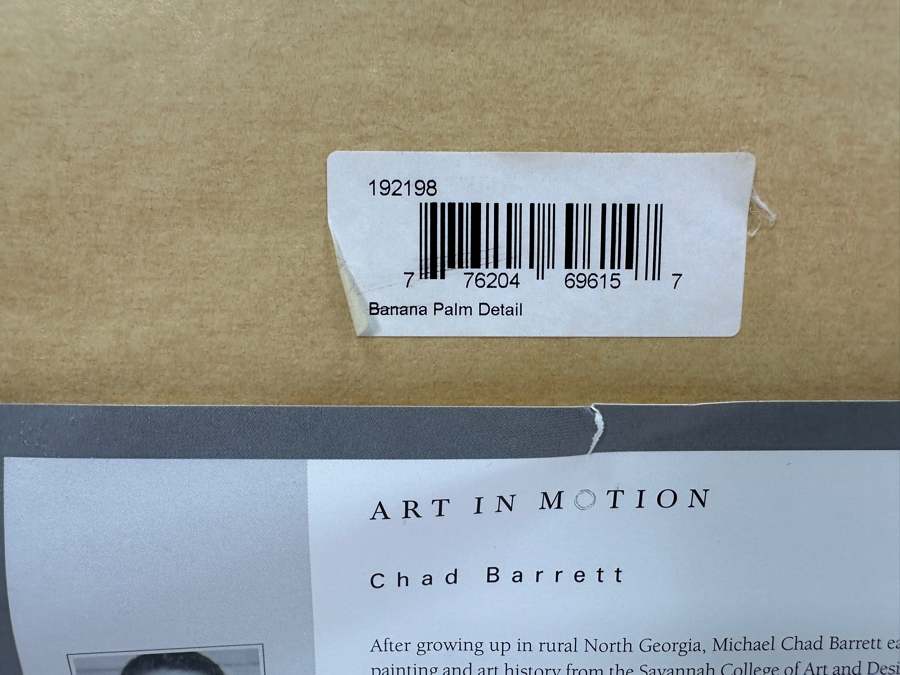 192198
7 76204 69615 7
Banana Palm Detail
ART IN MOTION
Chad Barrett
After growing up in rural North Georgia, Michael Chad Barrett
painting and art history from the Savannah College of Art and